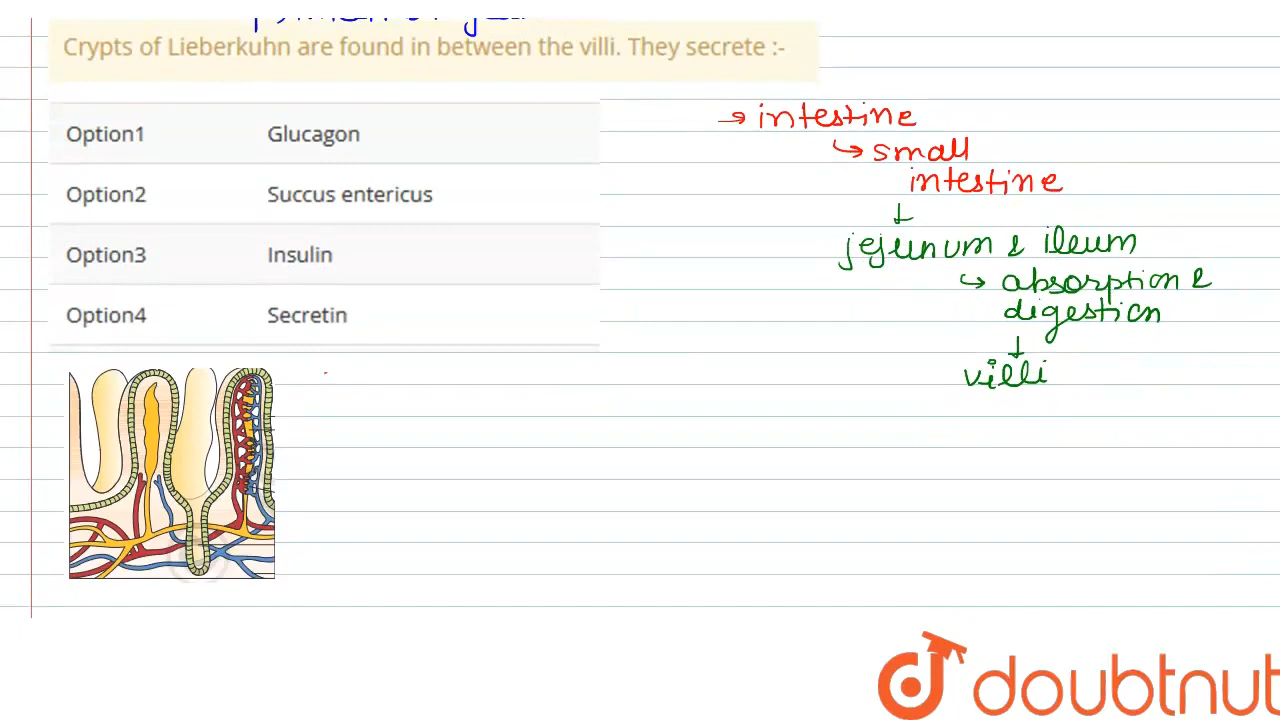 Crypts of Lieberkuhn are found in between the villi. They secrete :-
Option1 Glucagon
Option2 Succus entericus
Option3 Insulin
Option4 Secretin
→ intestine
↳ small
intestine
↓
jejunum & ileum
↳ absorption &
digestion
↓
villi
doubtnut